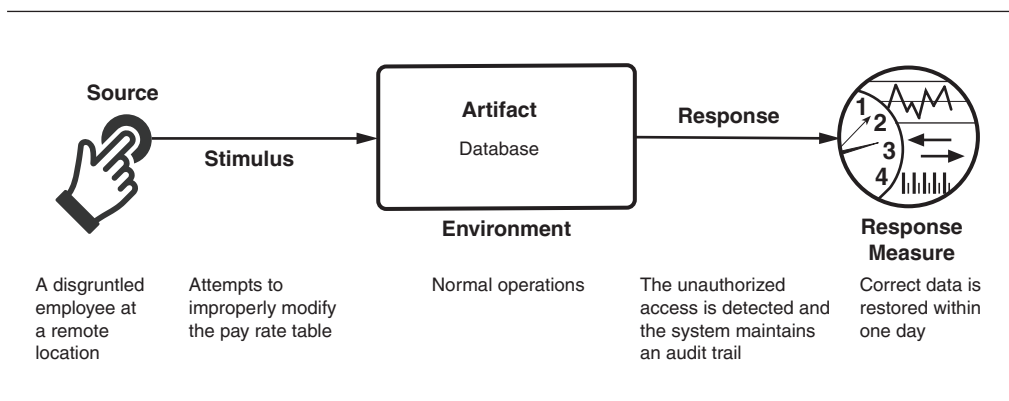 Source
Stimulus
Artifact
Database
Environment
Response
1
2
3
4
Response
Measure
A disgruntled
employee at
a remote
location
Attempts to
improperly modify
the pay rate table
Normal operations
The unauthorized
access is detected and
the system maintains
an audit trail
Correct data is
restored within
one day